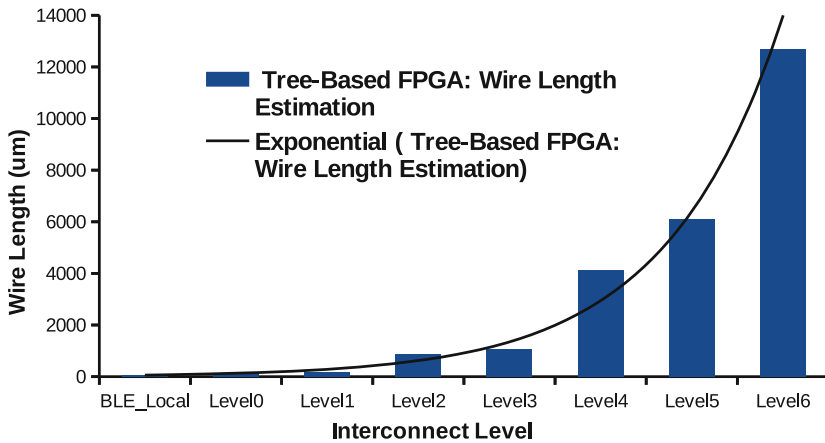 14000
12000
10000
8000
6000
4000
2000
0
Wire Length (um)
Tree-Based FPGA: Wire Length
Estimation
Exponential ( Tree-Based FPGA:
Wire Length Estimation)
BLE_Local Level0 Level1 Level2 Level3 Level4 Level5 Level6
Interconnect Level